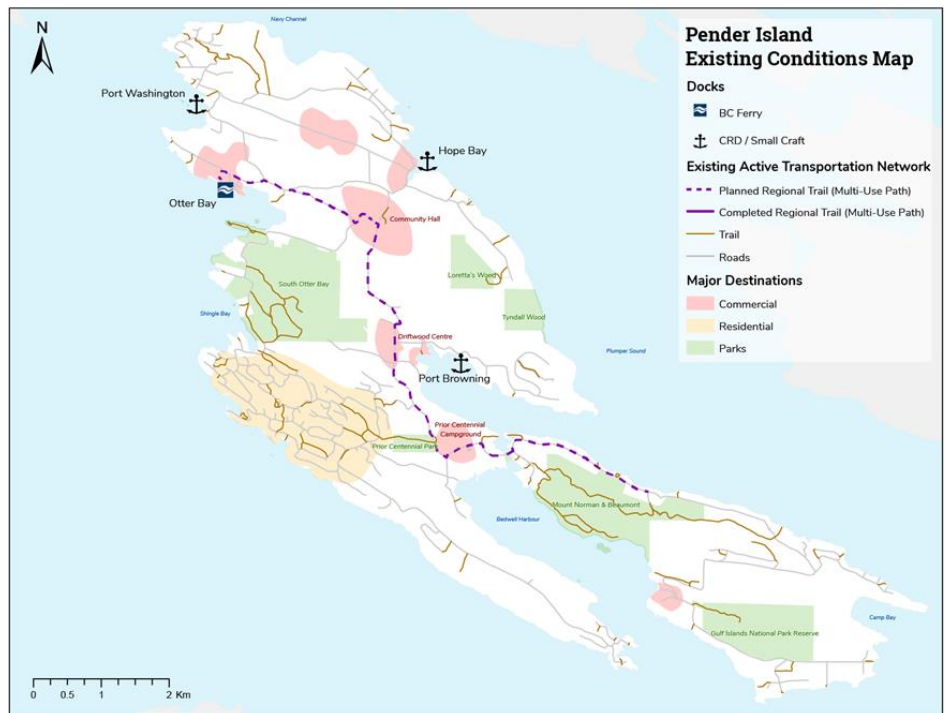 Navy Channel
N
Pender Island
Existing Conditions Map
Docks
BC Ferry
CRD / Small Craft
Existing Active Transportation Network
Planned Regional Trail (Multi-Use Path)
Completed Regional Trail (Multi-Use Path)
Trail
Roads
Major Destinations
Commercial
Residential
Parks
Port Washington
Hope Bay
Otter Bay
Community Hall
Loretta's Wood
South Otter Bay
Tyndall Wood
Shingle Bay
Driftwood Centre
Plumper Sound
Port Browning
Prior Centennial
Campground
Prior Centennial Park
Mount Norman & Beaumont
Bedwell Harbour
Camp Bay
Gulf Islands National Park Reserve
0 0.5 1 2 Km